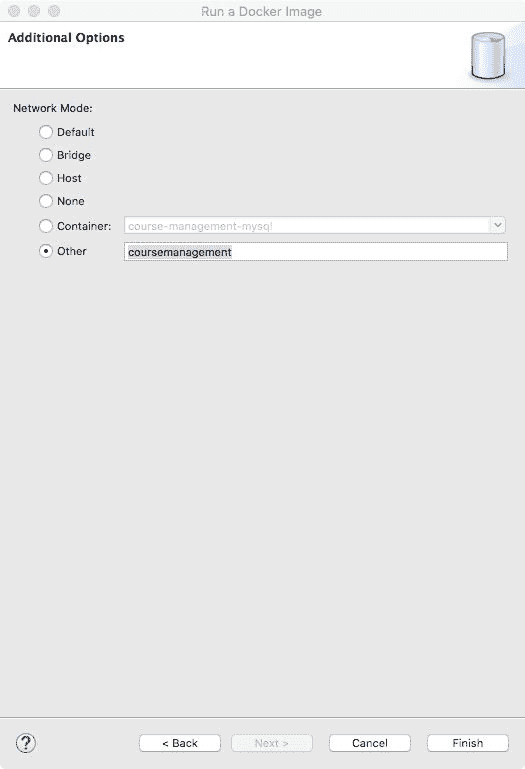 Run a Docker Image
Additional Options
Network Mode:
Default
Bridge
Host
None
Container: course-management-mysql
Other coursemanagement
? < Back Next > Cancel Finish